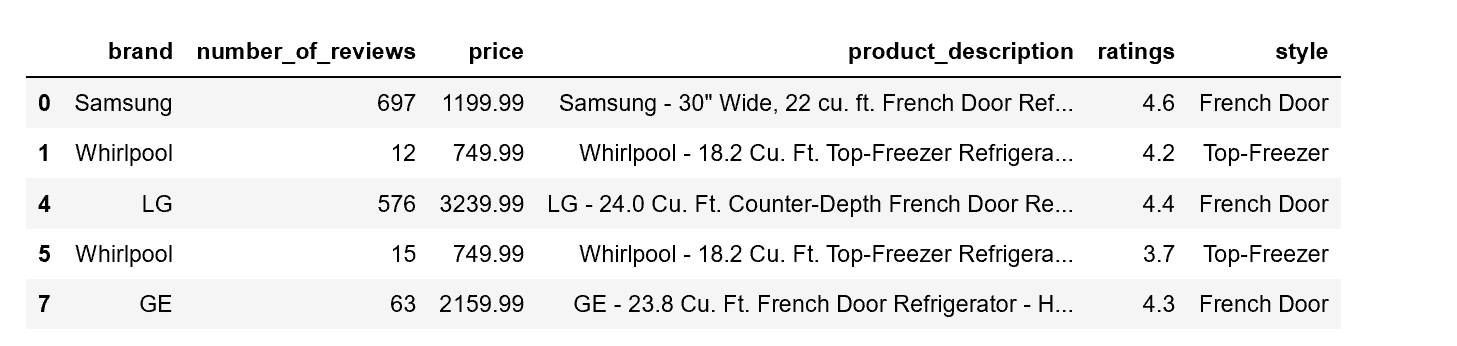 brand number_of_reviews price product_description ratings style
0 Samsung 697 1199.99 Samsung - 30" Wide, 22 cu. ft. French Door Ref... 4.6 French Door
1 Whirlpool 12 749.99 Whirlpool - 18.2 Cu. Ft. Top-Freezer Refrigera... 4.2 Top-Freezer
4 LG 576 3239.99 LG - 24.0 Cu. Ft. Counter-Depth French Door Re... 4.4 French Door
5 Whirlpool 15 749.99 Whirlpool - 18.2 Cu. Ft. Top-Freezer Refrigera... 3.7 Top-Freezer
7 GE 63 2159.99 GE - 23.8 Cu. Ft. French Door Refrigerator - H... 4.3 French Door